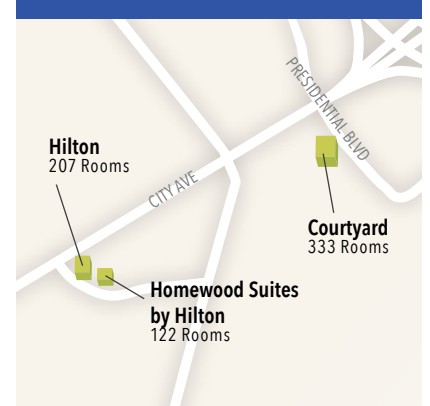 PRESIDENTIAL BLVD
Hilton
207 Rooms
CITY AVE
Courtyard
333 Rooms
Homewood Suites
by Hilton
122 Rooms